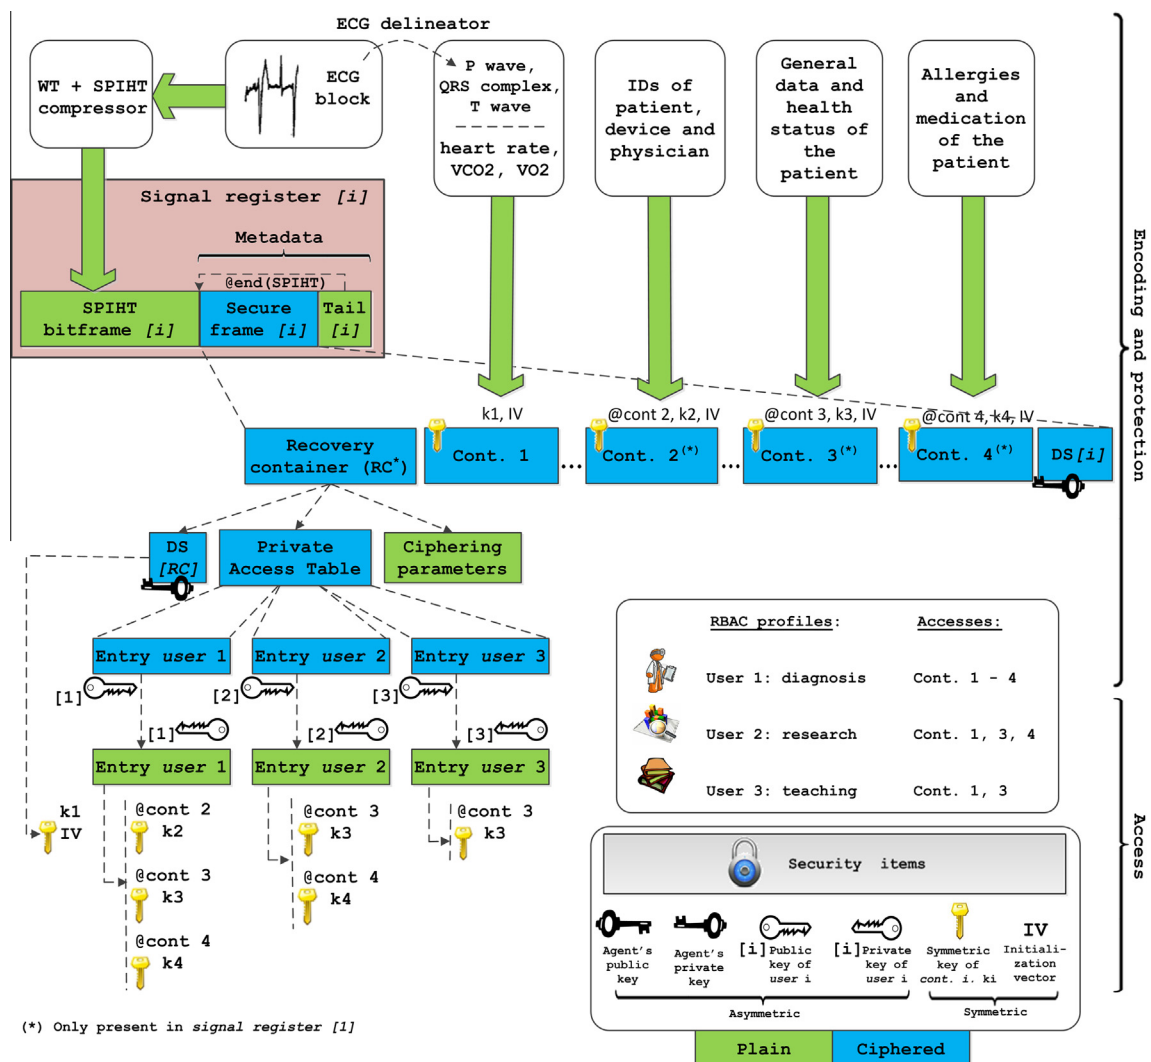 ECG delineator
WT + SPIHT
compressor
ECG
block
P wave,
QRS complex,
T wave
heart rate,
VCO2, VO2
IDs of
patient,
device and
physician
General
data and
health
status of
the
patient
Allergies
and
medication
of the
patient
Signal register [i]
Metadata
@end(SPIHT)
SPIHT
bitframe [i]
Secure
frame [i]
Tail
[i]
Encoding and protection
k1, IV
@cont 2, k2, IV
@cont 3, k3, IV
@cont 4, k4, IV
Recovery
container (RC*)
Cont. 1
...
Cont. 2(*)
...
Cont. 3(*)
...
Cont. 4(*)
DS[i]
DS
[RC]
Private
Access Table
Ciphering
parameters
Entry user 1
Entry user 2
Entry user 3
[1]
[2]
[3]
[1]
[2]
[3]
Entry user 1
Entry user 2
Entry user 3
k1
IV
@cont 2
k2
@cont 3
k3
@cont 4
k4
@cont 3
k3
@cont 4
k4
@cont 3
k3
RBAC profiles: Accesses:
User 1: diagnosis Cont. 1 - 4
User 2: research Cont. 1, 3, 4
User 3: teaching Cont. 1, 3
Access
Security items
Agent's
public
key
Agent's
private
key
[i] Public
key of
user i
[i] Private
key of
user i
Symmetric
key of
cont. i. ki
IV
Initiali-
zation
vector
Asymmetric
Symmetric
(*) Only present in signal register [1]
Plain
Ciphered